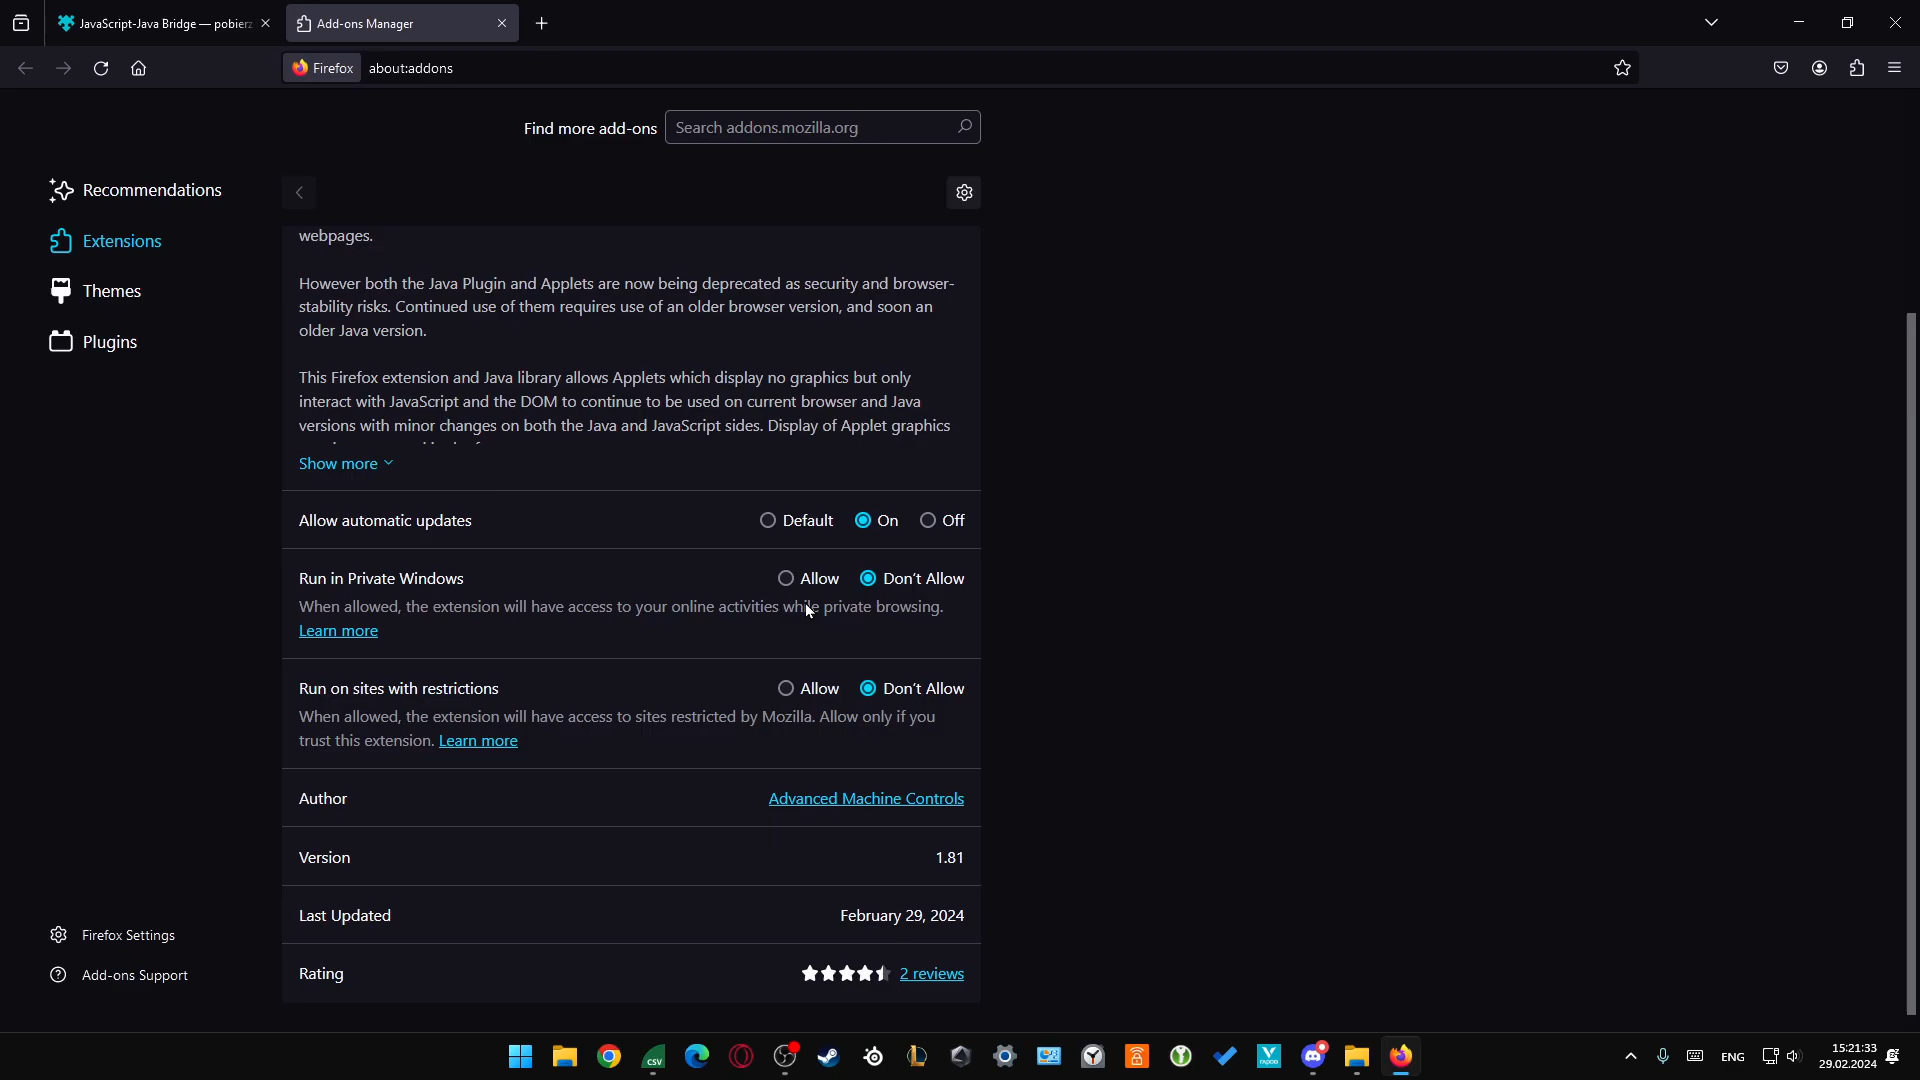 JavaScript-Java Bridge — pobierz
Add-ons Manager
Firefox
about:addons
Find more add-ons
Search addons.mozilla.org
Recommendations
Extensions
Themes
Plugins
webpages.
However both the Java Plugin and Applets are now being deprecated as security and browser-
stability risks. Continued use of them requires use of an older browser version, and soon an
older Java version.
This Firefox extension and Java library allows Applets which display no graphics but only
interact with JavaScript and the DOM to continue to be used on current browser and Java
versions with minor changes on both the Java and JavaScript sides. Display of Applet graphics
Show more
Allow automatic updates
Default On Off
Run in Private Windows
Allow Don't Allow
When allowed, the extension will have access to your online activities while private browsing.
Learn more
Run on sites with restrictions
Allow Don't Allow
When allowed, the extension will have access to sites restricted by Mozilla. Allow only if you
trust this extension. Learn more
Author
Advanced Machine Controls
Version
1.81
Last Updated
February 29, 2024
Rating
2 reviews
Firefox Settings
Add-ons Support
CSV
ENG
15:21:33
29.02.2024